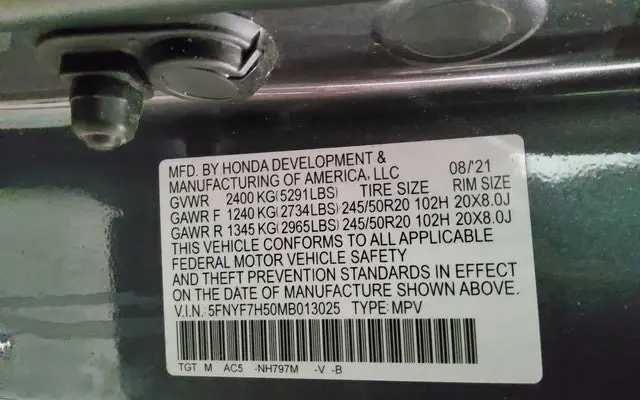 MFD. BY HONDA DEVELOPMENT &
MANUFACTURING OF AMERICA, LLC 08/'21
GVWR 2400 KG(5291LBS) TIRE SIZE RIM SIZE
GAWR F 1240 KG(2734LBS) 245/50R20 102H 20X8.0J
GAWR R 1345 KG(2965LBS) 245/50R20 102H 20X8.0J
THIS VEHICLE CONFORMS TO ALL APPLICABLE
FEDERAL MOTOR VEHICLE SAFETY
AND THEFT PREVENTION STANDARDS IN EFFECT
ON THE DATE OF MANUFACTURE SHOWN ABOVE.
V.I.N.: 5FNYF7H50MB013025 TYPE: MPV
TGT M AC5 -NH797M -V -B